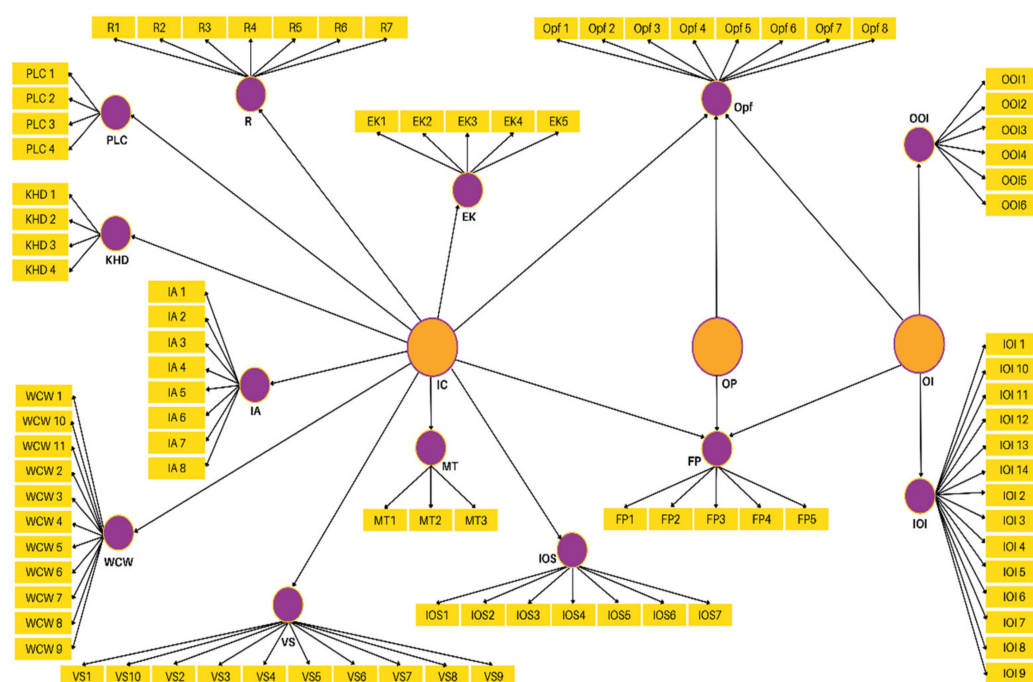 R1 R2 R3 R4 R5 R6 R7
Opf 1 Opf 2 Opf 3 Opf 4 Opf 5 Opf 6 Opf 7 Opf 8
PLC 1
PLC 2
PLC 3
PLC 4
PLC
R
EK1 EK2 EK3 EK4 EK5
EK
Opf
OOI
OOI1
OOI2
OOI3
OOI4
OOI5
OOI6
KHD 1
KHD 2
KHD 3
KHD 4
KHD
IA 1
IA 2
IA 3
IA 4
IA 5
IA 6
IA 7
IA 8
IA
IC
OP
OI
WCW 1
WCW 10
WCW 11
WCW 2
WCW 3
WCW 4
WCW 5
WCW 6
WCW 7
WCW 8
WCW 9
WCW
MT
MT1 MT2 MT3
FP
FP1 FP2 FP3 FP4 FP5
IOI
IOI 1
IOI 10
IOI 11
IOI 12
IOI 13
IOI 14
IOI 2
IOI 3
IOI 4
IOI 5
IOI 6
IOI 7
IOI 8
IOI 9
IOS
IOS1 IOS2 IOS3 IOS4 IOS5 IOS6 IOS7
VS
VS1 VS10 VS2 VS3 VS4 VS5 VS6 VS7 VS8 VS9